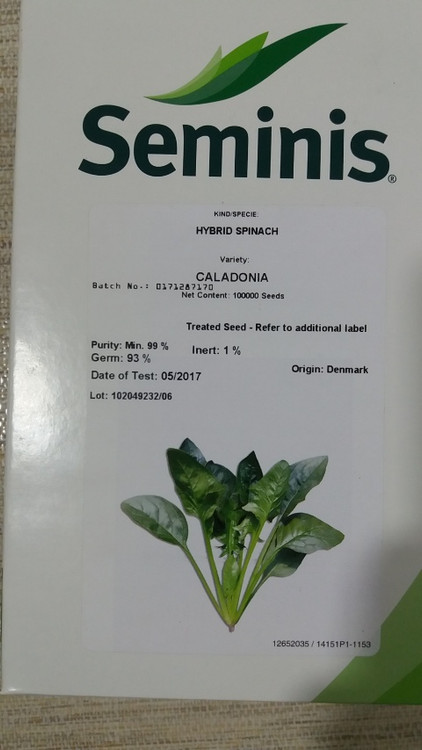 Seminis®
KIND/SPECIE:
HYBRID SPINACH
Variety:
CALADONIA
Batch No.: 0171287170
Net Content: 100000 Seeds
Treated Seed - Refer to additional label
Purity: Min. 99 %
Inert: 1 %
Germ: 93 %
Origin: Denmark
Date of Test: 05/2017
Lot: 102049232/06
12652035 / 14151P1-1153